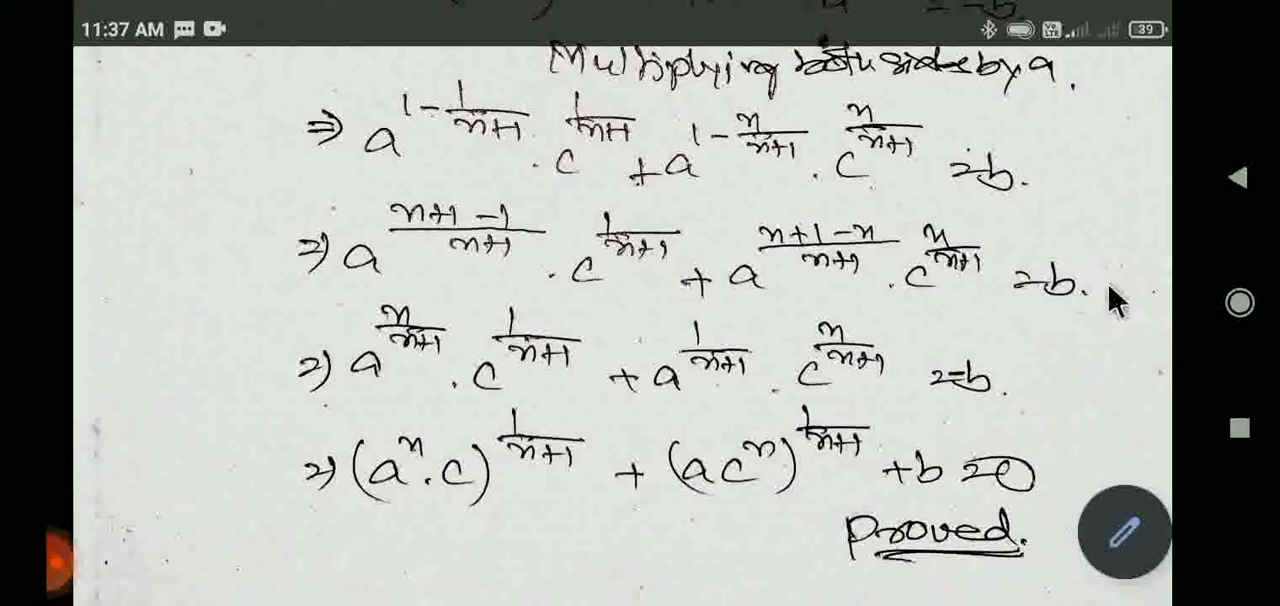 11:37 AM 39
Multiplying both sides by a.
⇒ a^(1-1/(n+1)) . c^(1/(n+1)) + a^(1-n/(n+1)) . c^(n/(n+1)) = -b.
⇒ a^((n+1-1)/(n+1)) . c^(1/(n+1)) + a^((n+1-n)/(n+1)) . c^(n/(n+1)) = -b.
⇒ a^(n/(n+1)) . c^(1/(n+1)) + a^(1/(n+1)) . c^(n/(n+1)) = -b.
⇒ (a^n . c)^(1/(n+1)) + (ac^n)^(1/(n+1)) + b = 0
Proved.